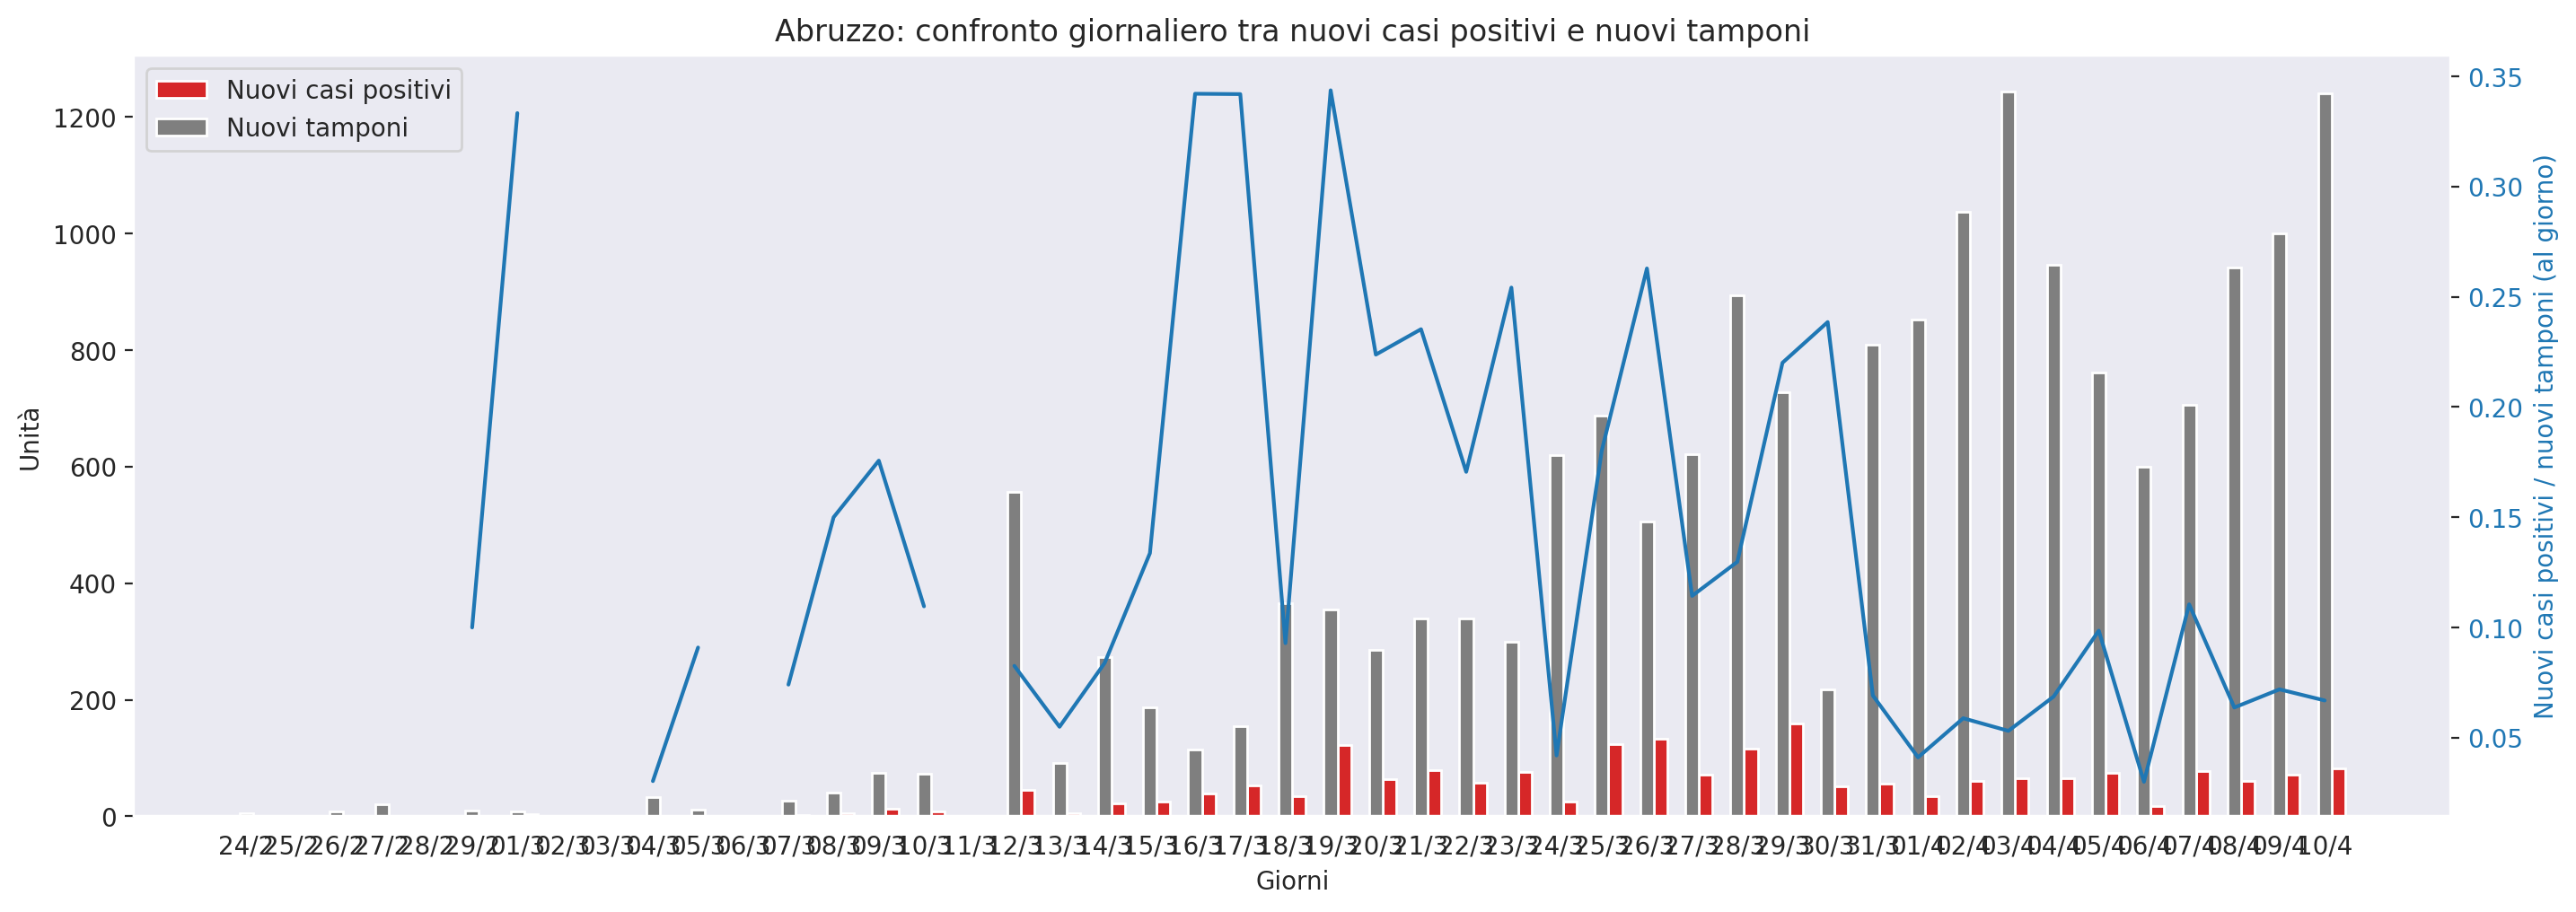 Abruzzo: confronto giornaliero tra nuovi casi positivi e nuovi tamponi
Nuovi casi positivi
Nuovi tamponi
1200
1000
800
600
400
200
0
Unità
0.35
0.30
0.25
0.20
0.15
0.10
0.05
Nuovi casi positivi / nuovi tamponi (al giorno)
24/2 25/2 26/2 27/2 28/2 29/2 01/3 02/3 03/3 04/3 05/3 06/3 07/3 08/3 09/3 10/3 11/3 12/3 13/3 14/3 15/3 16/3 17/3 18/3 19/3 20/3 21/3 22/3 23/3 24/3 25/3 26/3 27/3 28/3 29/3 30/3 31/3 01/4 02/4 03/4 04/4 05/4 06/4 07/4 08/4 09/4 10/4
Giorni